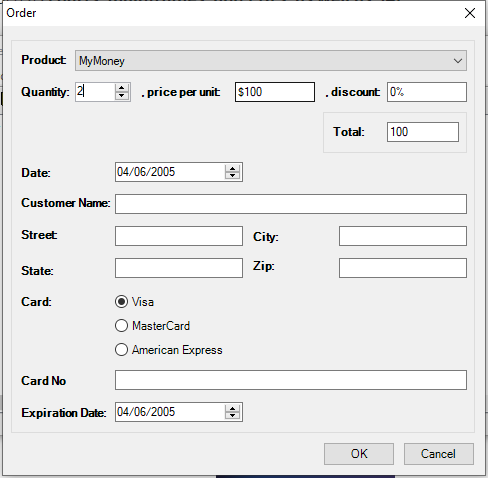 Order
Product: MyMoney
Quantity: 2 , price per unit: $100 , discount: 0%
Total: 100
Date: 04/06/2005
Customer Name:
Street: City:
State: Zip:
Card: Visa
MasterCard
American Express
Card No
Expiration Date: 04/06/2005
OK Cancel